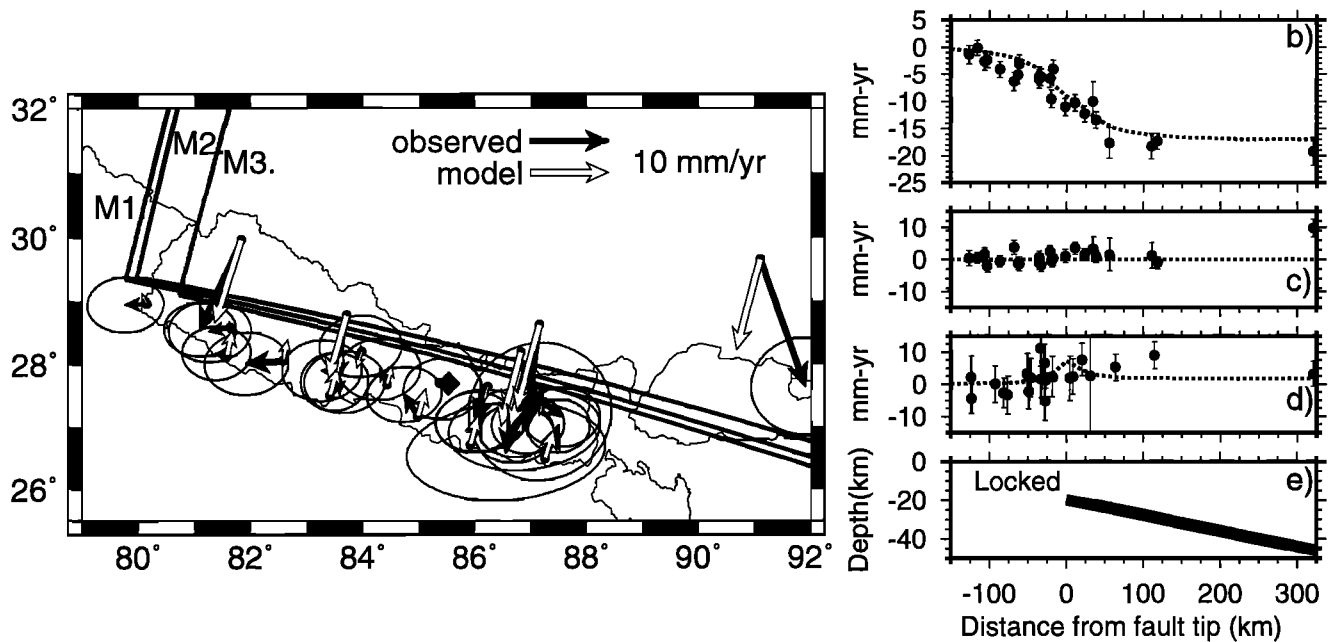 32°
30°
28°
26°
80°
82°
84°
86°
88°
90°
92°
M1.
M2.
M3.
observed
model
10 mm/yr
b)
5
0
-5
-10
-15
-20
-25
mm-yr
c)
10
0
-10
mm-yr
d)
10
0
-10
mm-yr
e)
Locked
0
-20
-40
Depth(km)
-100
0
100
200
300
Distance from fault tip (km)